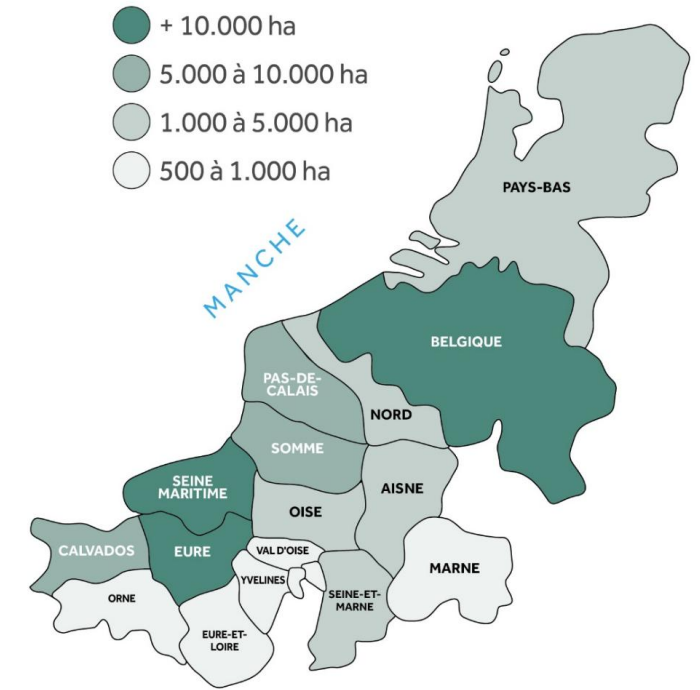 + 10.000 ha
5.000 à 10.000 ha
1.000 à 5.000 ha
500 à 1.000 ha
PAYS-BAS
MANCHE
BELGIQUE
PAS-DE-
CALAIS
NORD
SOMME
SEINE
MARITIME
AISNE
OISE
CALVADOS
EURE
VAL D'OISE
MARNE
YVELINES
ORNE
SEINE-ET-
MARNE
EURE-ET-
LOIRE